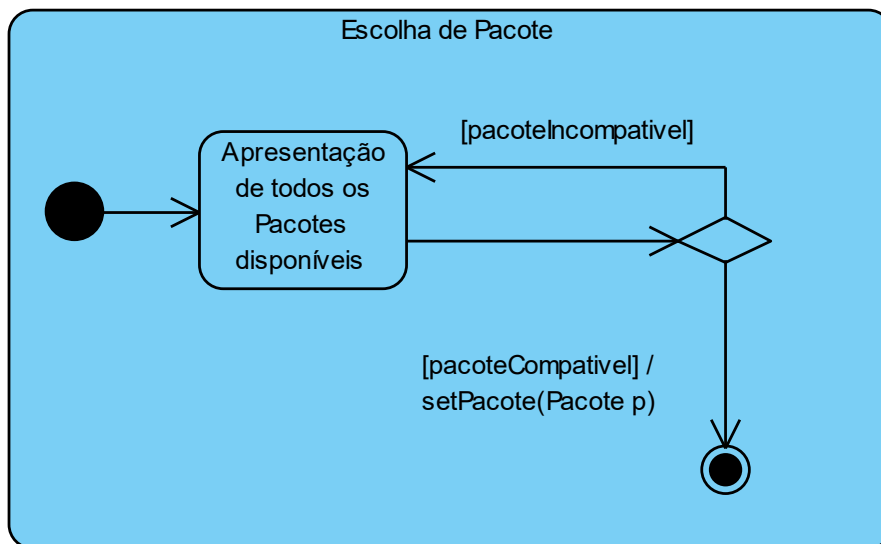 Escolha de Pacote
[pacoteIncompativel]
Apresentação
de todos os
Pacotes
disponíveis
[pacoteCompativel] /
setPacote(Pacote p)